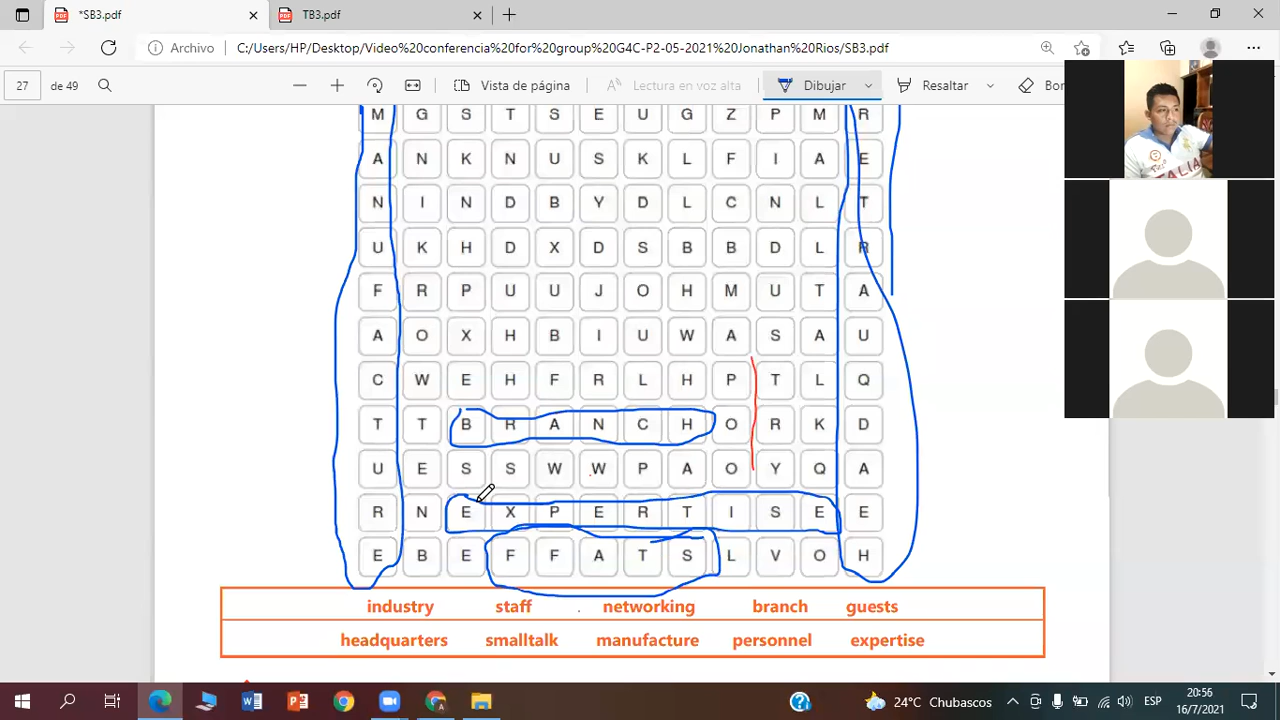 *SB3.pdf
TB3.pdf
Archivo
C:/Users/HP/Desktop/Video%20conferencia%20for%20group%20G4C-P2-05-2021%20Jonathan%20Rios/SB3.pdf
27 de 49
Vista de página
Lectura en voz alta
Dibujar
Resaltar
Bor
M G S T S E U G Z P M R
A N K N U S K L F I A E
N I N D B Y D L C N L T
U K H D X D S B B D L R
F R P U U J O H M U T A
A O X H B I U W A S A U
C W E H F R L H P T L Q
T T B R A N C H O R K D
U E S S W W P A O Y Q A
R N E X P E R T I S E E
E B E F F A T S L V O H
industry staff networking branch guests
headquarters smalltalk manufacture personnel expertise
24°C Chubascos
ESP
20:56
16/7/2021